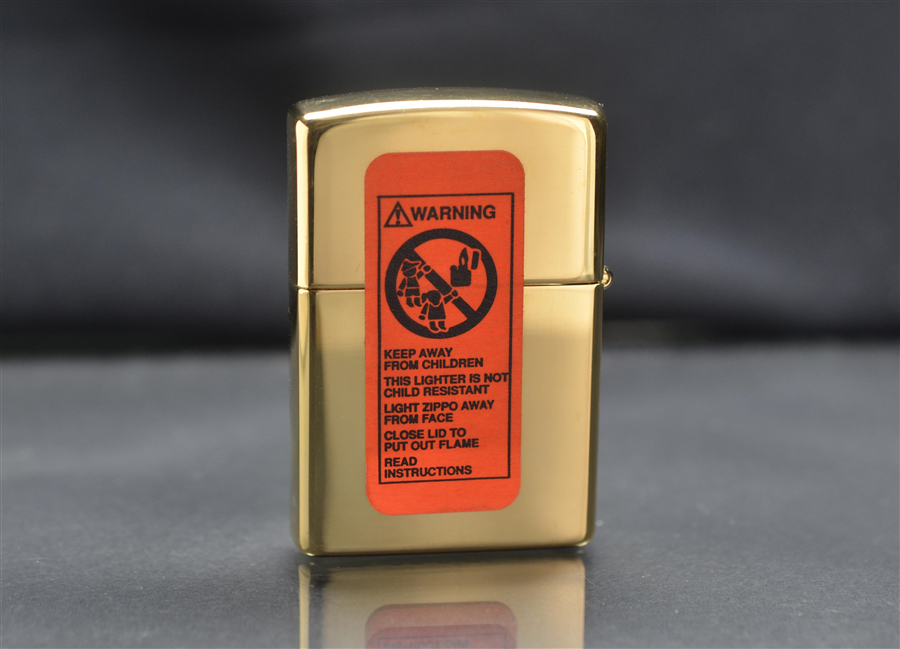 WARNING
KEEP AWAY
FROM CHILDREN
THIS LIGHTER IS NOT
CHILD RESISTANT
LIGHT ZIPPO AWAY
FROM FACE
CLOSE LID TO
PUT OUT FLAME
READ
INSTRUCTIONS